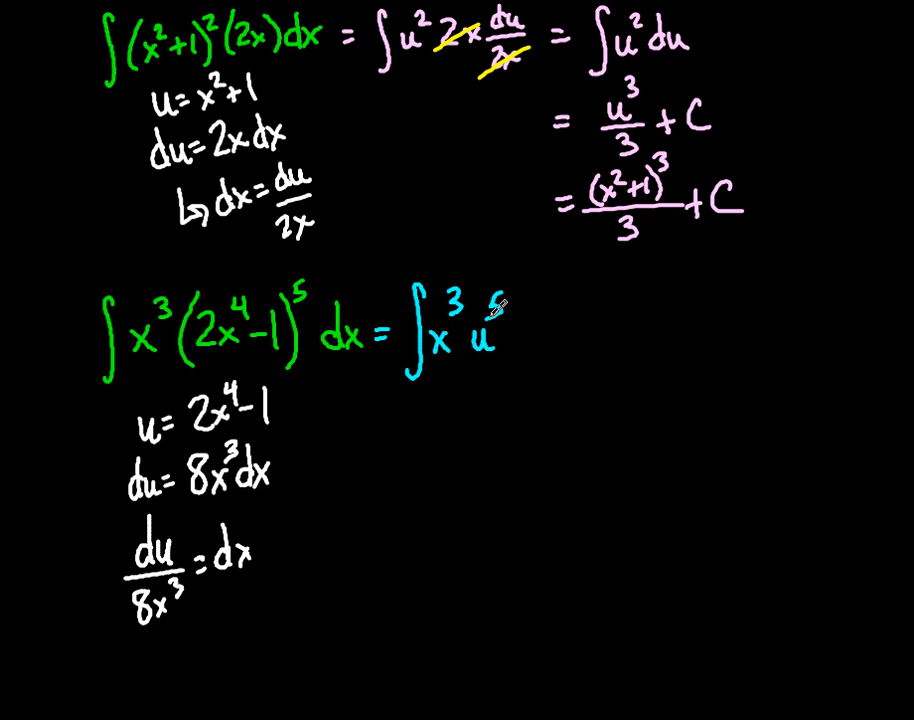 ∫(x²+1)²(2x)dx = ∫u² 2x du/2x = ∫u² du
u = x²+1
= u³/3 + C
du = 2x dx
↳ dx = du/2x
= (x²+1)³/3 + C
∫x³(2x⁴-1)⁵ dx = ∫x³ u⁵
u = 2x⁴-1
du = 8x³dx
du/8x³ = dx